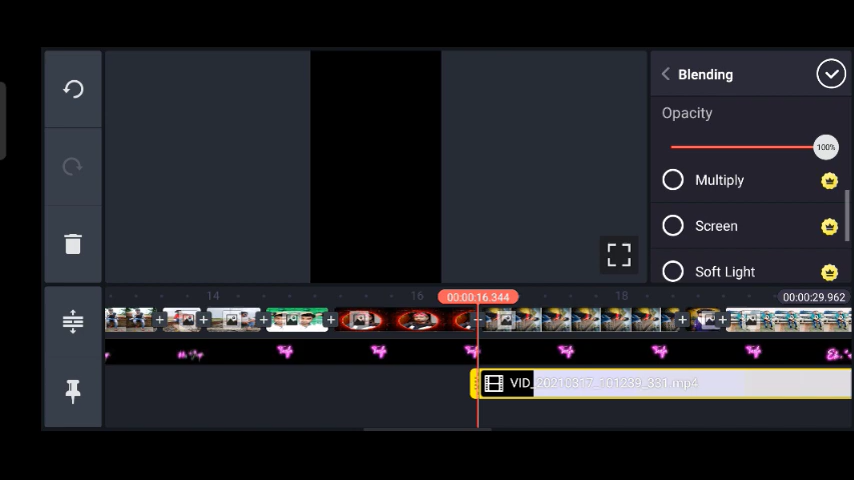 Blending
Opacity
100%
Multiply
Screen
Soft Light
14
16
00:00:16.344
18
00:00:29.962